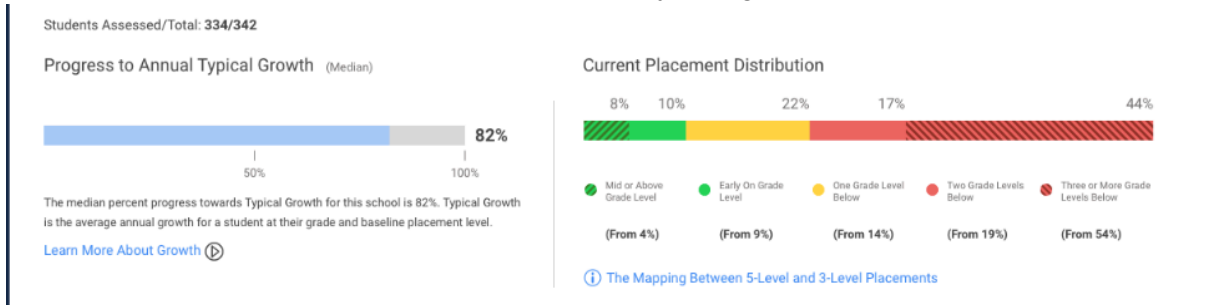 Students Assessed/Total: 334/342
Progress to Annual Typical Growth (Median)
82%
50% 100%
The median percent progress towards Typical Growth for this school is 82%. Typical Growth
is the average annual growth for a student at their grade and baseline placement level.
Learn More About Growth
Current Placement Distribution
8% 10% 22% 17% 44%
Mid or Above
Grade Level
(From 4%)
Early On Grade
Level
(From 9%)
One Grade Level
Below
(From 14%)
Two Grade Levels
Below
(From 19%)
Three or More Grade
Levels Below
(From 54%)
The Mapping Between 5-Level and 3-Level Placements